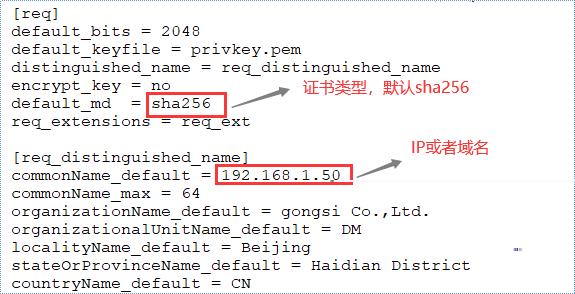 [req]
default_bits = 2048
default_keyfile = privkey.pem
distinguished_name = req_distinguished_name
encrypt_key = no
default_md  = sha256
证书类型，默认sha256
req_extensions = req_ext
[req_distinguished_name]
IP或者域名
commonName_default = 192.168.1.50
commonName_max = 64
organizationName_default = gongsi Co.,Ltd.
organizationalUnitName_default = DM
localityName_default = Beijing
stateOrProvinceName_default = Haidian District
countryName_default = CN